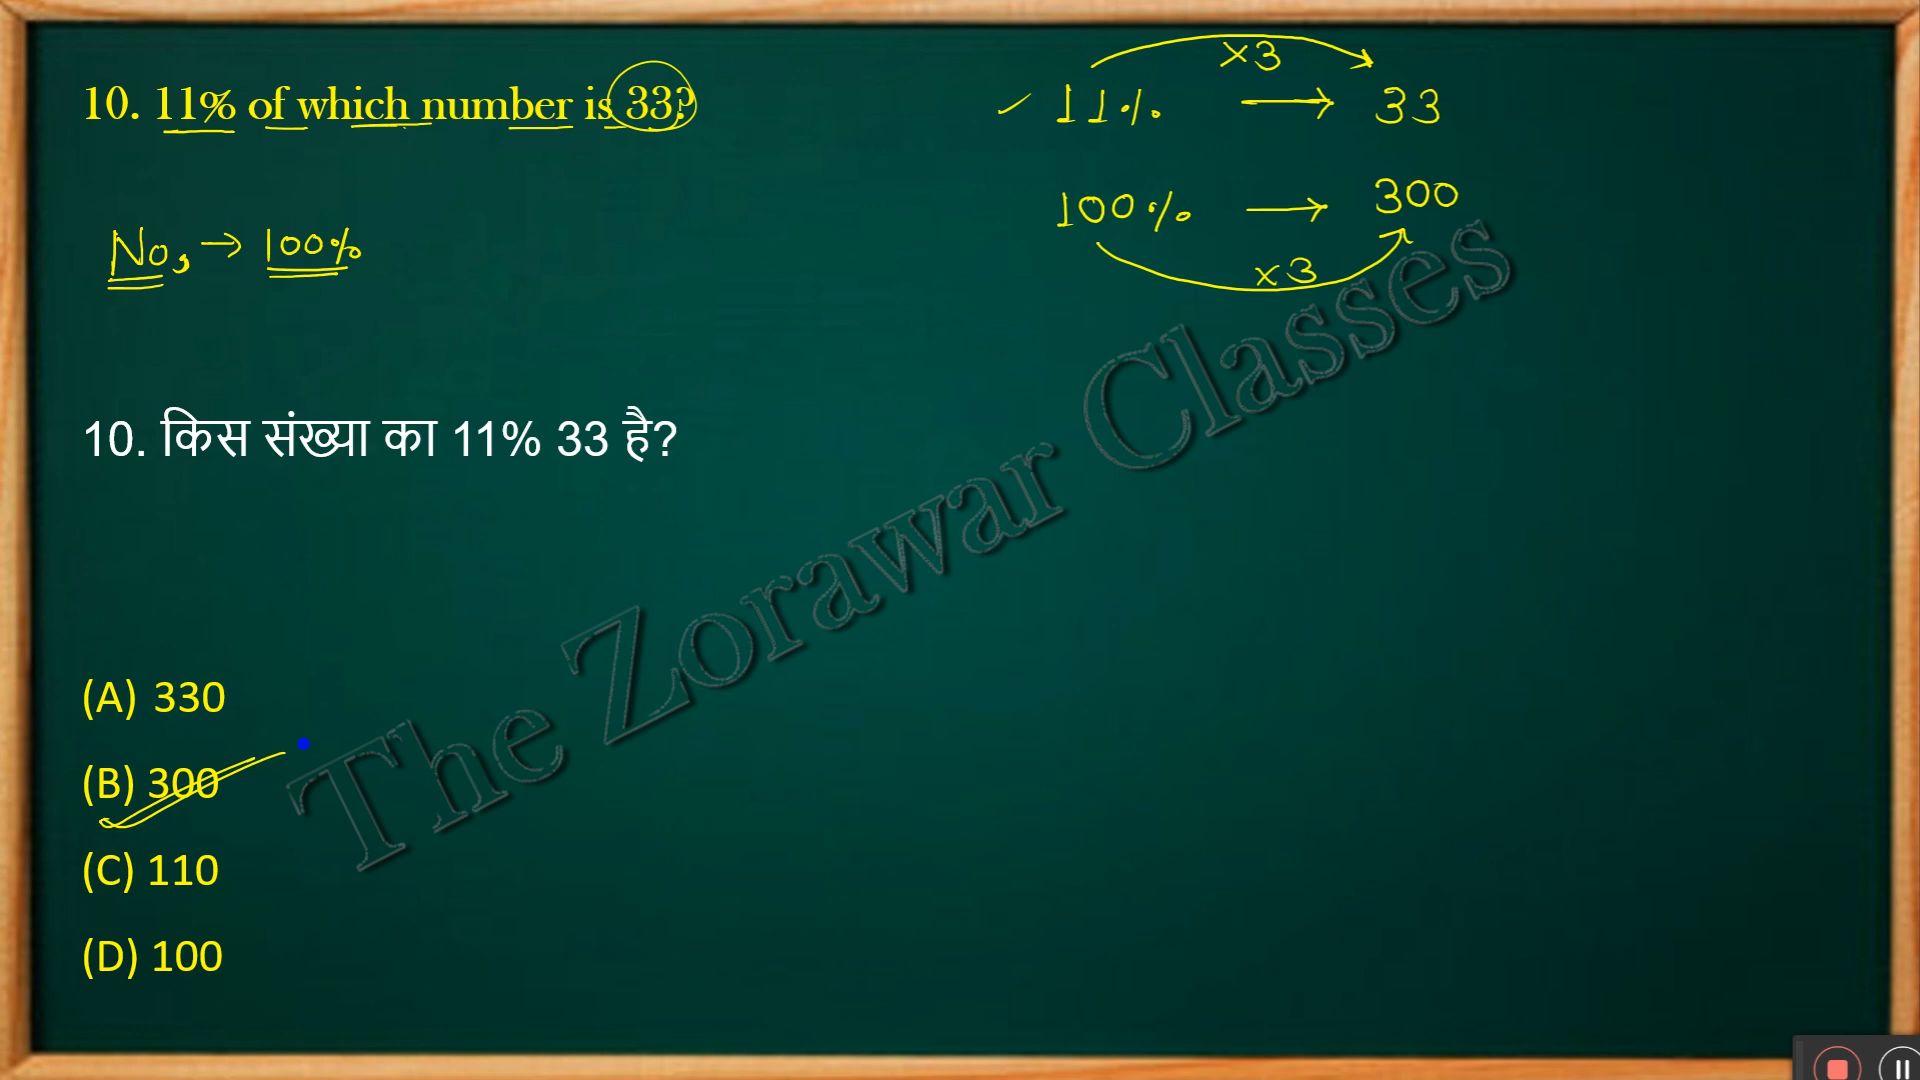 10. 11% of which number is 33?
×3
11% → 33
100% → 300
×3
No, → 100%
10. किस संख्या का 11% 33 है?
(A) 330
(B) 300
(C) 110
(D) 100
The Zorawar Classes